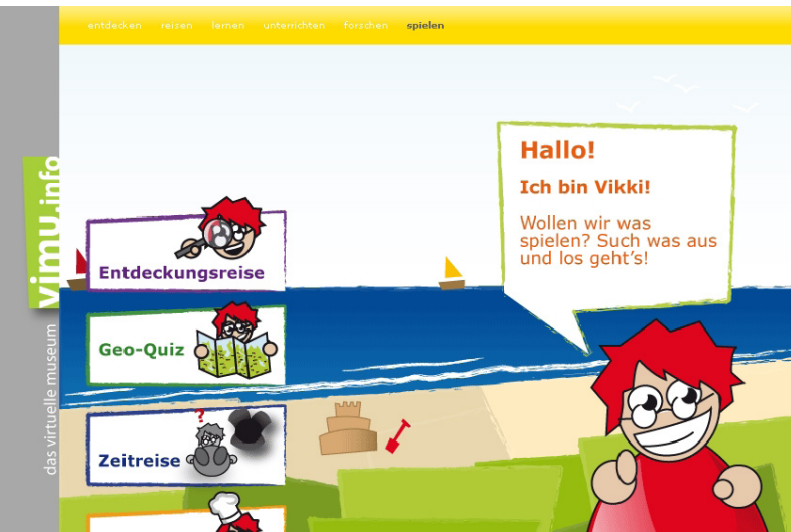 entdecken reisen lernen unterrichten forschen spielen
vimu.info
das virtuelle museum
Hallo!
Ich bin Vikki!
Wollen wir was
spielen? Such was aus
und los geht's!
Entdeckungsreise
Geo-Quiz
?
Zeitreise